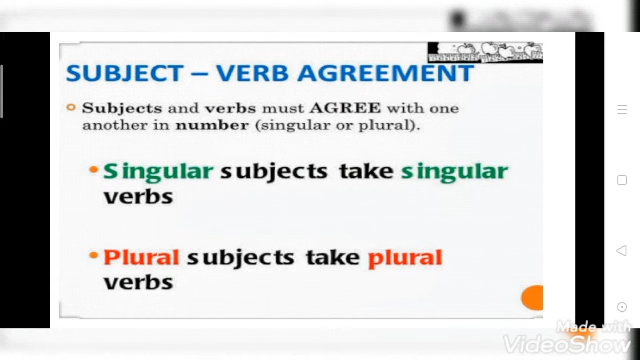 SUBJECT – VERB AGREEMENT
Subjects and verbs must AGREE with one
another in number (singular or plural).
• Singular subjects take singular
verbs
• Plural subjects take plural
verbs
Made with
VideoShow